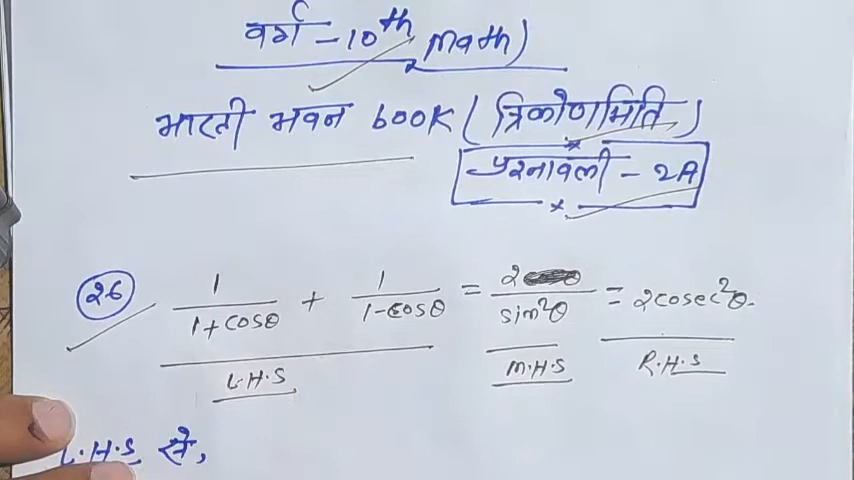 वर्ग - 10th Math)
भारती भवन BOOK (त्रिकोणमिति)
प्रश्नावली - 2A
26 1/(1+cosθ) + 1/(1-cosθ) = 2/sin²θ = 2cosec²θ.
L.H.S M.H.S R.H.S
L.H.S से,